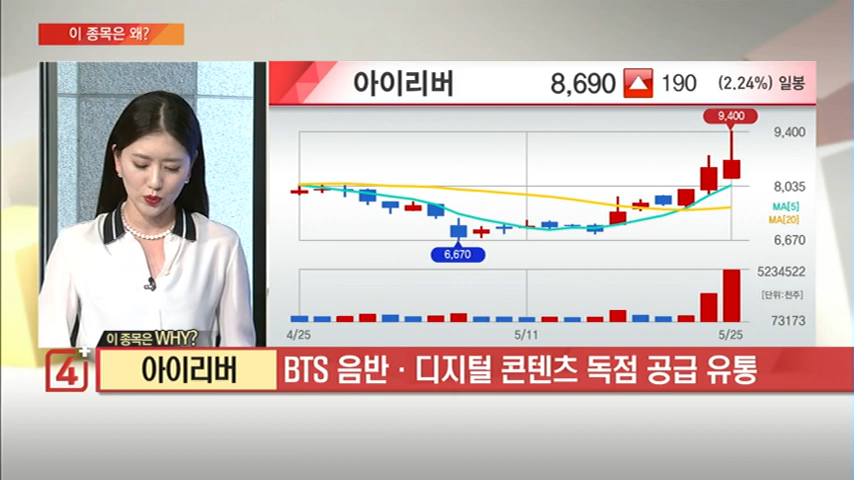 이 종목은 왜?
아이리버 8,690 190 (2.24%) 일봉
9,400
9,400
8,035
MA[5]
MA[20]
6,670
6,670
5234522
[단위:천주]
73173
4/25 5/11 5/25
이 종목은 WHY?
4+ 아이리버 BTS 음반·디지털 콘텐츠 독점 공급 유통